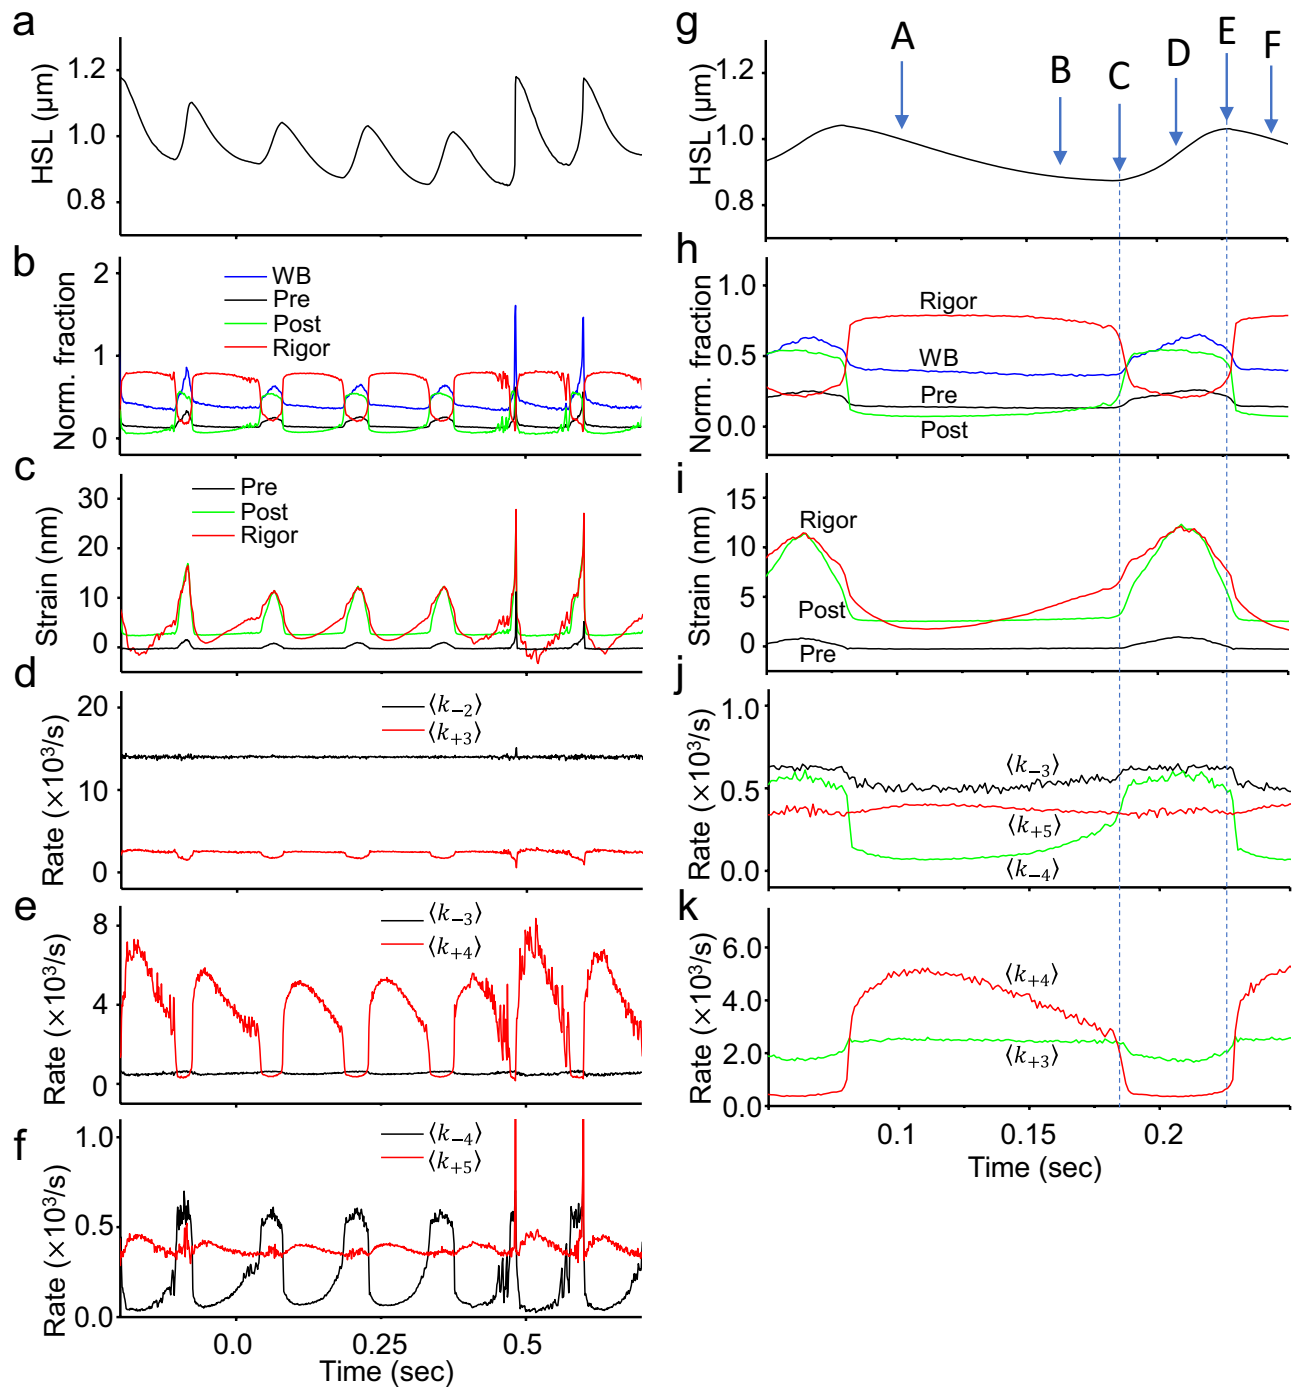 a
HSL (μm)
1.2
1.0
0.8
b
Norm. fraction
2
1
0
WB
Pre
Post
Rigor
c
Strain (nm)
30
20
10
0
Pre
Post
Rigor
d
Rate (×10³/s)
20
10
0
⟨k₋₂⟩
⟨k₊₃⟩
e
Rate (×10³/s)
8
4
0
⟨k₋₃⟩
⟨k₊₄⟩
f
Rate (×10³/s)
1.0
0.5
0.0
⟨k₋₄⟩
⟨k₊₅⟩
0.0 0.25 0.5
Time (sec)
g
HSL (μm)
1.2
1.0
0.8
A B C D E F
h
Norm. fraction
1.0
0.5
0.0
Rigor
WB
Pre
Post
i
Strain (nm)
15
10
5
0
Rigor
Post
Pre
j
Rate (×10³/s)
1.0
0.5
0.0
⟨k₋₃⟩
⟨k₊₅⟩
⟨k₋₄⟩
k
Rate (×10³/s)
6.0
4.0
2.0
0.0
⟨k₊₄⟩
⟨k₊₃⟩
0.1 0.15 0.2
Time (sec)